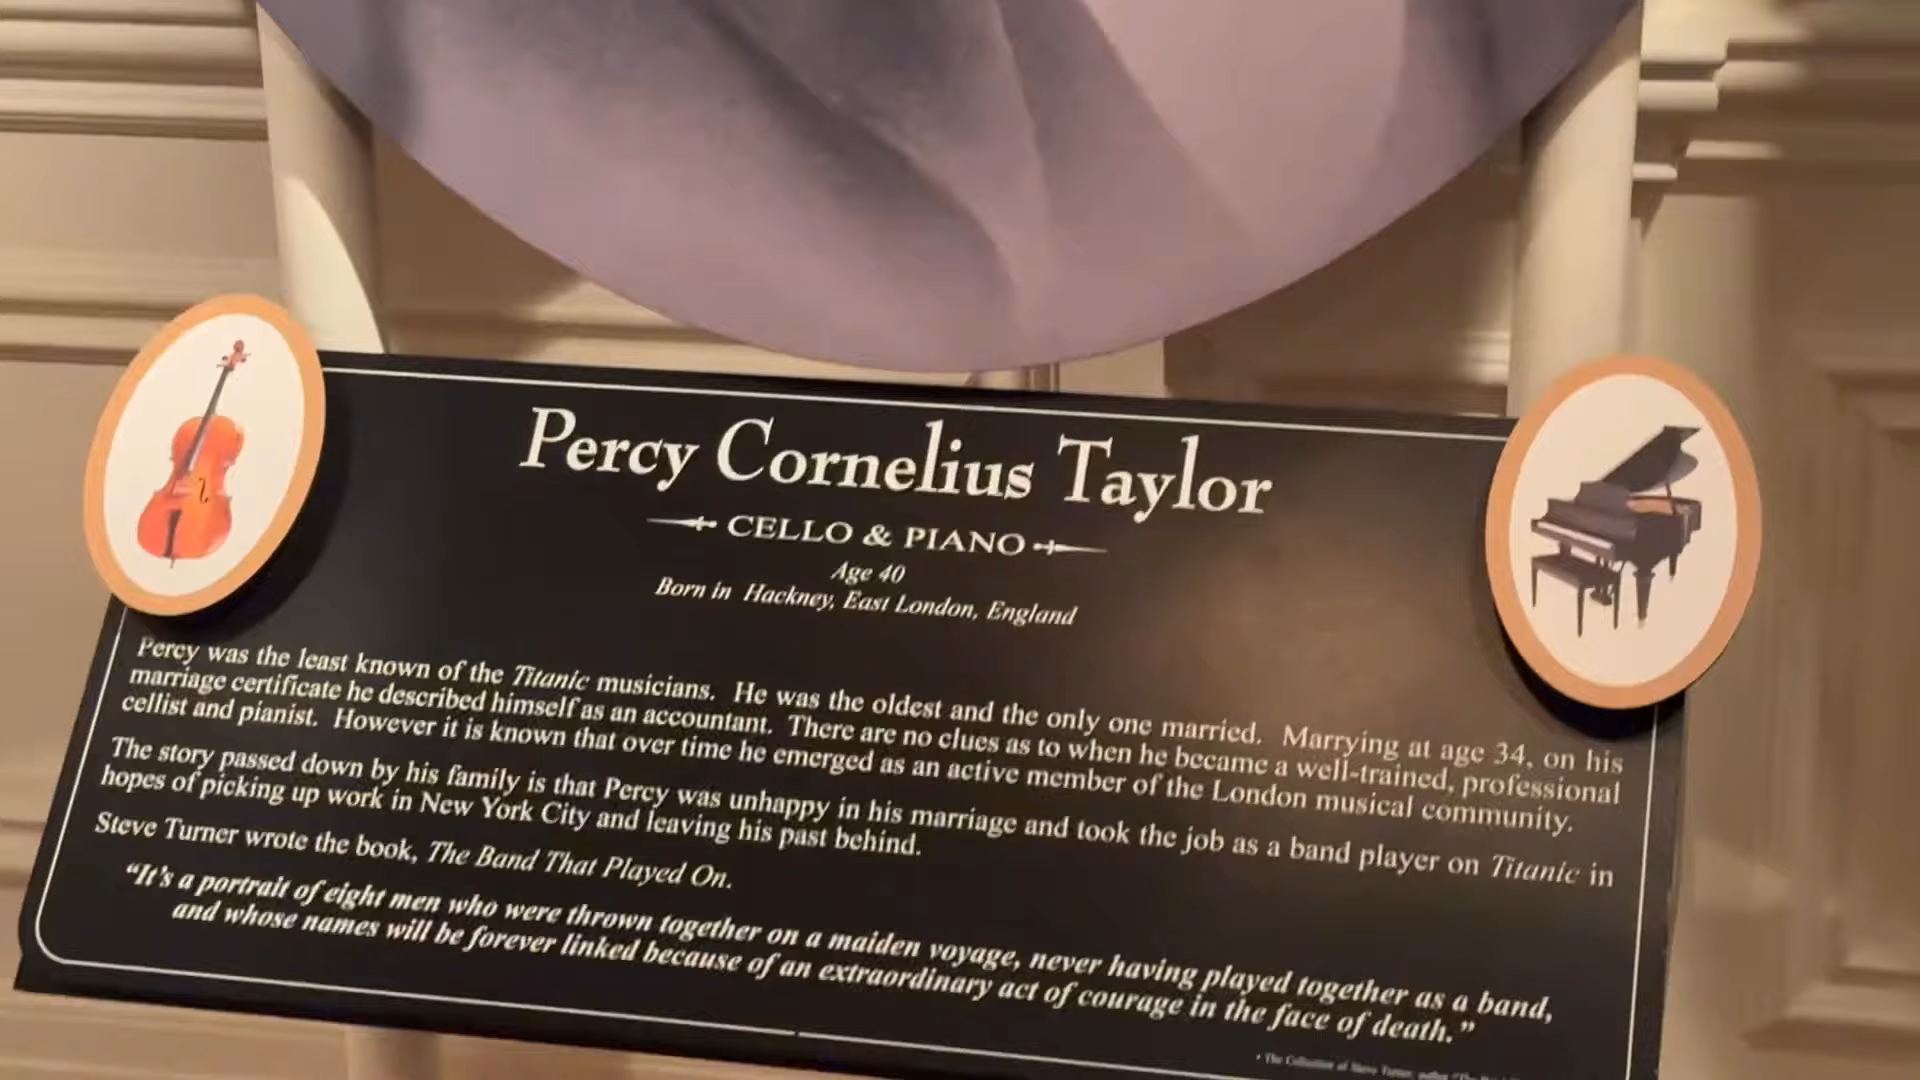 Percy Cornelius Taylor
CELLO & PIANO
Age 40
Born in Hackney, East London, England
Percy was the least known of the Titanic musicians. He was the oldest and the only one married. Marrying at age 34, on his
marriage certificate he described himself as an accountant. There are no clues as to when he became a well-trained, professional
cellist and pianist. However it is known that over time he emerged as an active member of the London musical community.
The story passed down by his family is that Percy was unhappy in his marriage and took the job as a band player on Titanic in
hopes of picking up work in New York City and leaving his past behind.
Steve Turner wrote the book, The Band That Played On.
“It's a portrait of eight men who were thrown together on a maiden voyage, never having played together as a band,
and whose names will be forever linked because of an extraordinary act of courage in the face of death.”
• The Collection of Steve Turner, author "The